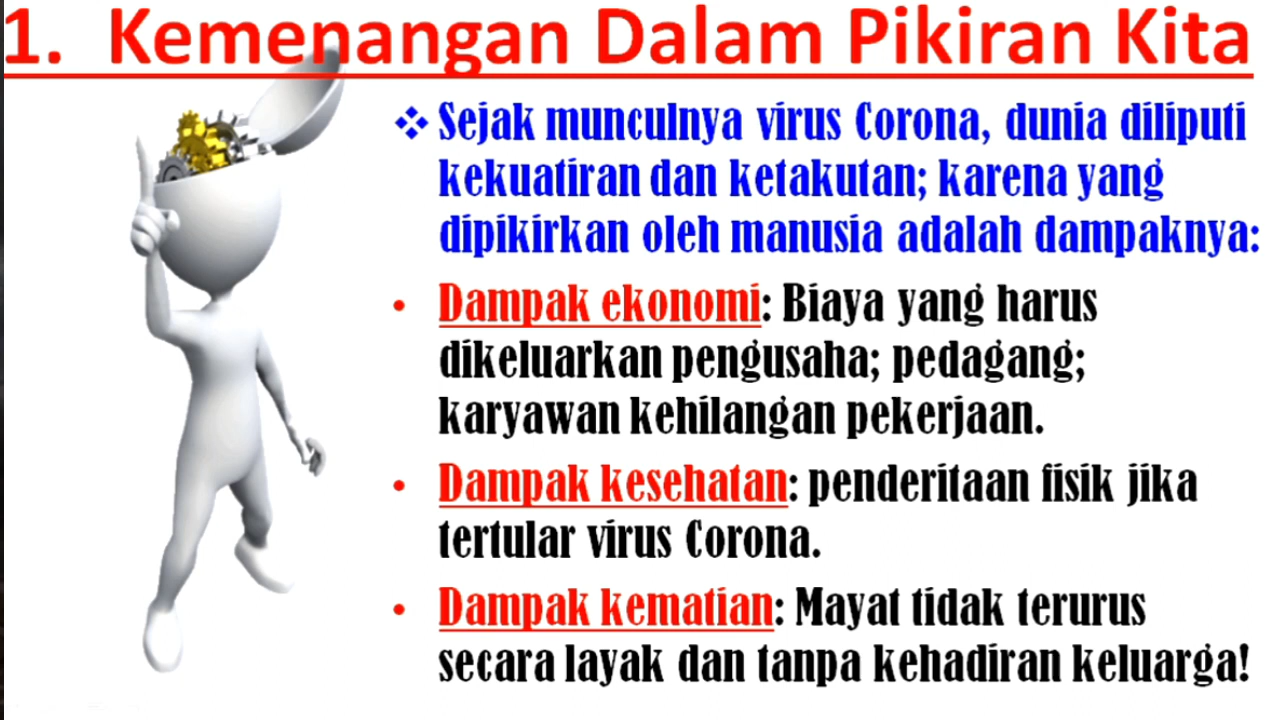 1. Kemenangan Dalam Pikiran Kita
❖ Sejak munculnya virus Corona, dunia diliputi
kekuatiran dan ketakutan; karena yang
dipikirkan oleh manusia adalah dampaknya:
• Dampak ekonomi: Biaya yang harus
dikeluarkan pengusaha; pedagang;
karyawan kehilangan pekerjaan.
• Dampak kesehatan: penderitaan fisik jika
tertular virus Corona.
• Dampak kematian: Mayat tidak terurus
secara layak dan tanpa kehadiran keluarga!